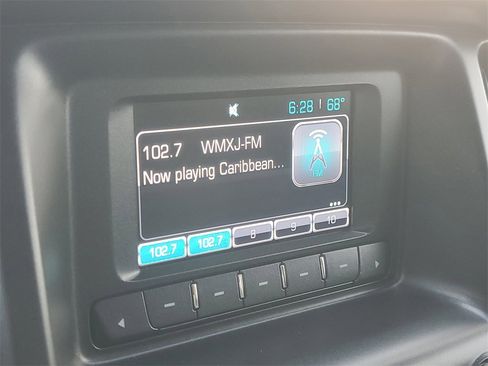 6:28 68°
102.7 WMXJ-FM
Now playing Caribbean...
FM
102.7 102.7 8 9 10